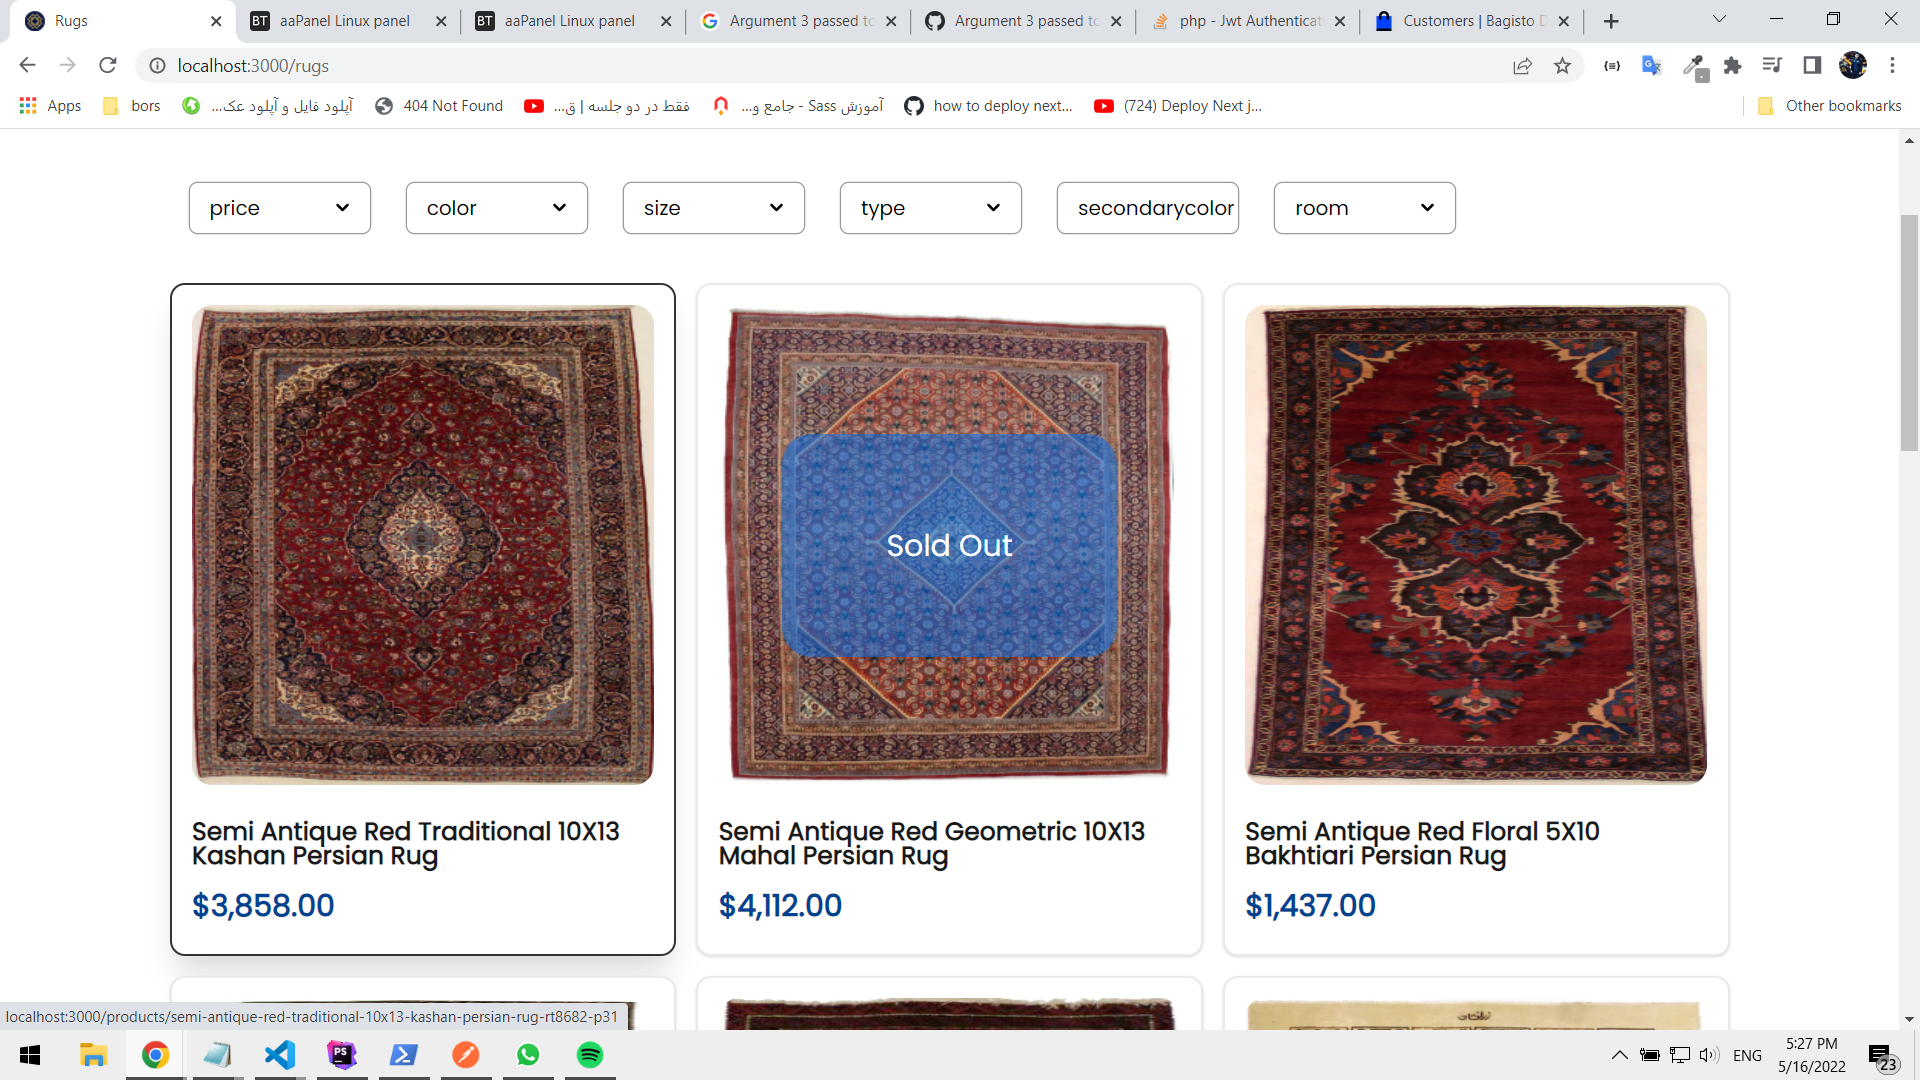 Rugs
aaPanel Linux panel
aaPanel Linux panel
Argument 3 passed to
Argument 3 passed to
php - Jwt Authenticat
Customers | Bagisto D
localhost:3000/rugs
Apps
bors
آپلود فایل و آپلود عک...
404 Not Found
فقط در دو جلسه | ق...
آموزش Sass - جامع و...
how to deploy next...
(724) Deploy Next j...
Other bookmarks
price
color
size
type
secondarycolor
room
Sold Out
Semi Antique Red Traditional 10X13
Kashan Persian Rug
$3,858.00
Semi Antique Red Geometric 10X13
Mahal Persian Rug
$4,112.00
Semi Antique Red Floral 5X10
Bakhtiari Persian Rug
$1,437.00
localhost:3000/products/semi-antique-red-traditional-10x13-kashan-persian-rug-rt8682-p31
ENG
5:27 PM
5/16/2022
23